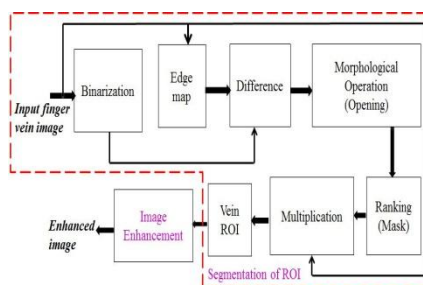 Input finger
vein image
Binarization
Edge
map
Difference
Morphological
Operation
(Opening)
Enhanced
image
Image
Enhancement
Vein
ROI
Multiplication
Ranking
(Mask)
Segmentation of ROI